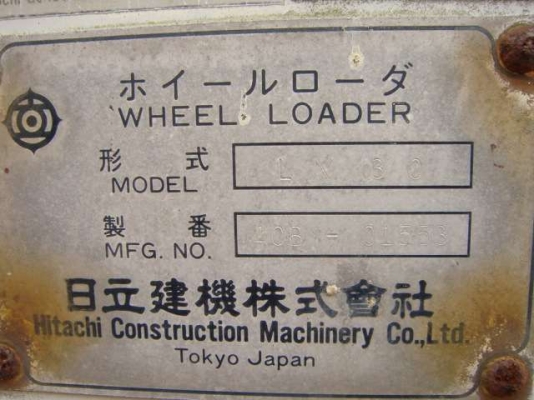 ホイールローダ
WHEEL LOADER
形式
MODEL
製番
MFG. NO.
日立建機株式會社
Hitachi Construction Machinery Co.,Ltd.
Tokyo Japan